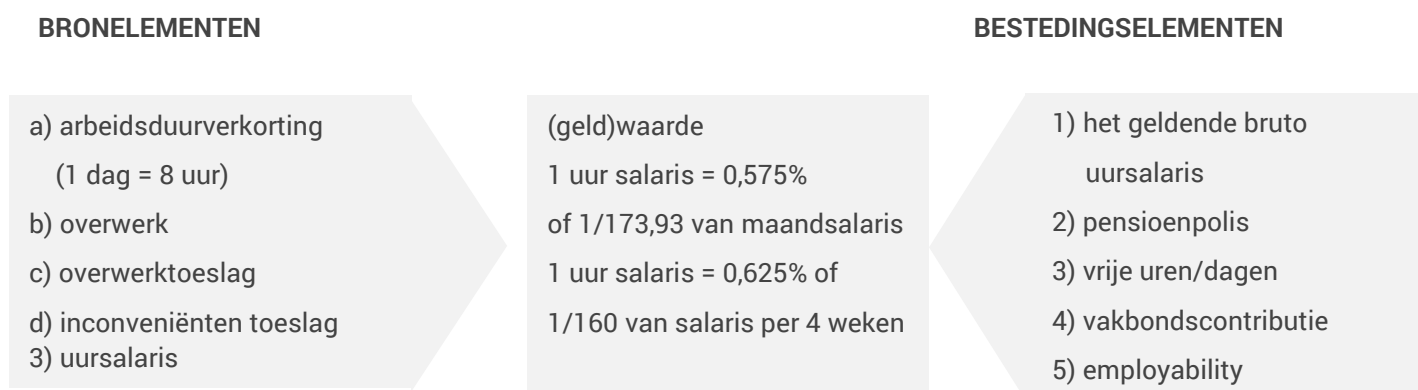 BRONELEMENTEN
BESTEDINGSELEMENTEN
a) arbeidsduurverkorting
(1 dag = 8 uur)
b) overwerk
c) overwerktoeslag
d) inconveniënten toeslag
3) uursalaris
(geld)waarde
1 uur salaris = 0,575%
of 1/173,93 van maandsalaris
1 uur salaris = 0,625% of
1/160 van salaris per 4 weken
1) het geldende bruto
uursalaris
2) pensioenpolis
3) vrije uren/dagen
4) vakbondscontributie
5) employability